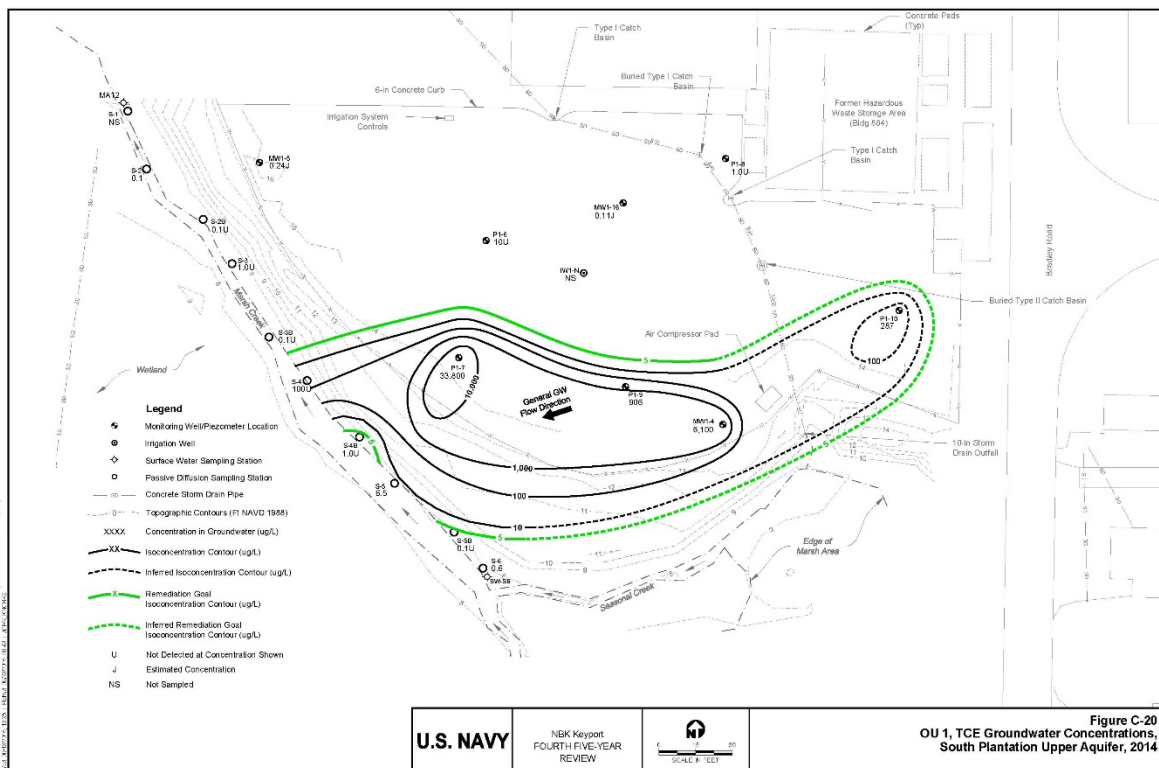 Concrete Pads
(Typ)
Type I Catch
Basin
Buried Type I Catch
Basin
6-in Concrete Curb
Former Hazardous
Waste Storage Area
(Bldg 884)
Irrigation System
Controls
Type I Catch
Basin
MA12
S-1
NS
MW1-5
0.24J
P1-8
1.0U
S-2
0.1
MW1-16
0.11J
S-2B
0.1U
P1-6
10U
Bradley Road
S-3
1.0U
IW1-N
NS
Marsh Creek
Buried Type II Catch Basin
P1-10
287
100
S-3B
0.1U
5
Air Compressor Pad
Wetland
P1-7
33,800
10,000
S-4
100U
General GW
Flow Direction
P1-9
906
MW1-4
6,100
5
S-4B
1.0U
5
1,000
10-in Storm
Drain Outfall
100
S-5
8.5
10
5
S-5B
0.1U
Edge of
Marsh Area
S-6
0.6
Seasonal Creek
Legend
Monitoring Well/Piezometer Location
Irrigation Well
Surface Water Sampling Station
Passive Diffusion Sampling Station
SD Concrete Storm Drain Pipe
0 Topographic Contours (Ft NAVD 1988)
XXXX Concentration in Groundwater (ug/L)
XX Isoconcentration Contour (ug/L)
Inferred Isoconcentration Contour (ug/L)
X Remediation Goal
Isoconcentration Contour (ug/L)
Inferred Remediation Goal
Isoconcentration Contour (ug/L)
U Not Detected at Concentration Shown
J Estimated Concentration
NS Not Sampled
U.S. NAVY
NBK Keyport
FOURTH FIVE-YEAR
REVIEW
SCALE IN FEET
Figure C-20
OU 1, TCE Groundwater Concentrations,
South Plantation Upper Aquifer, 2014